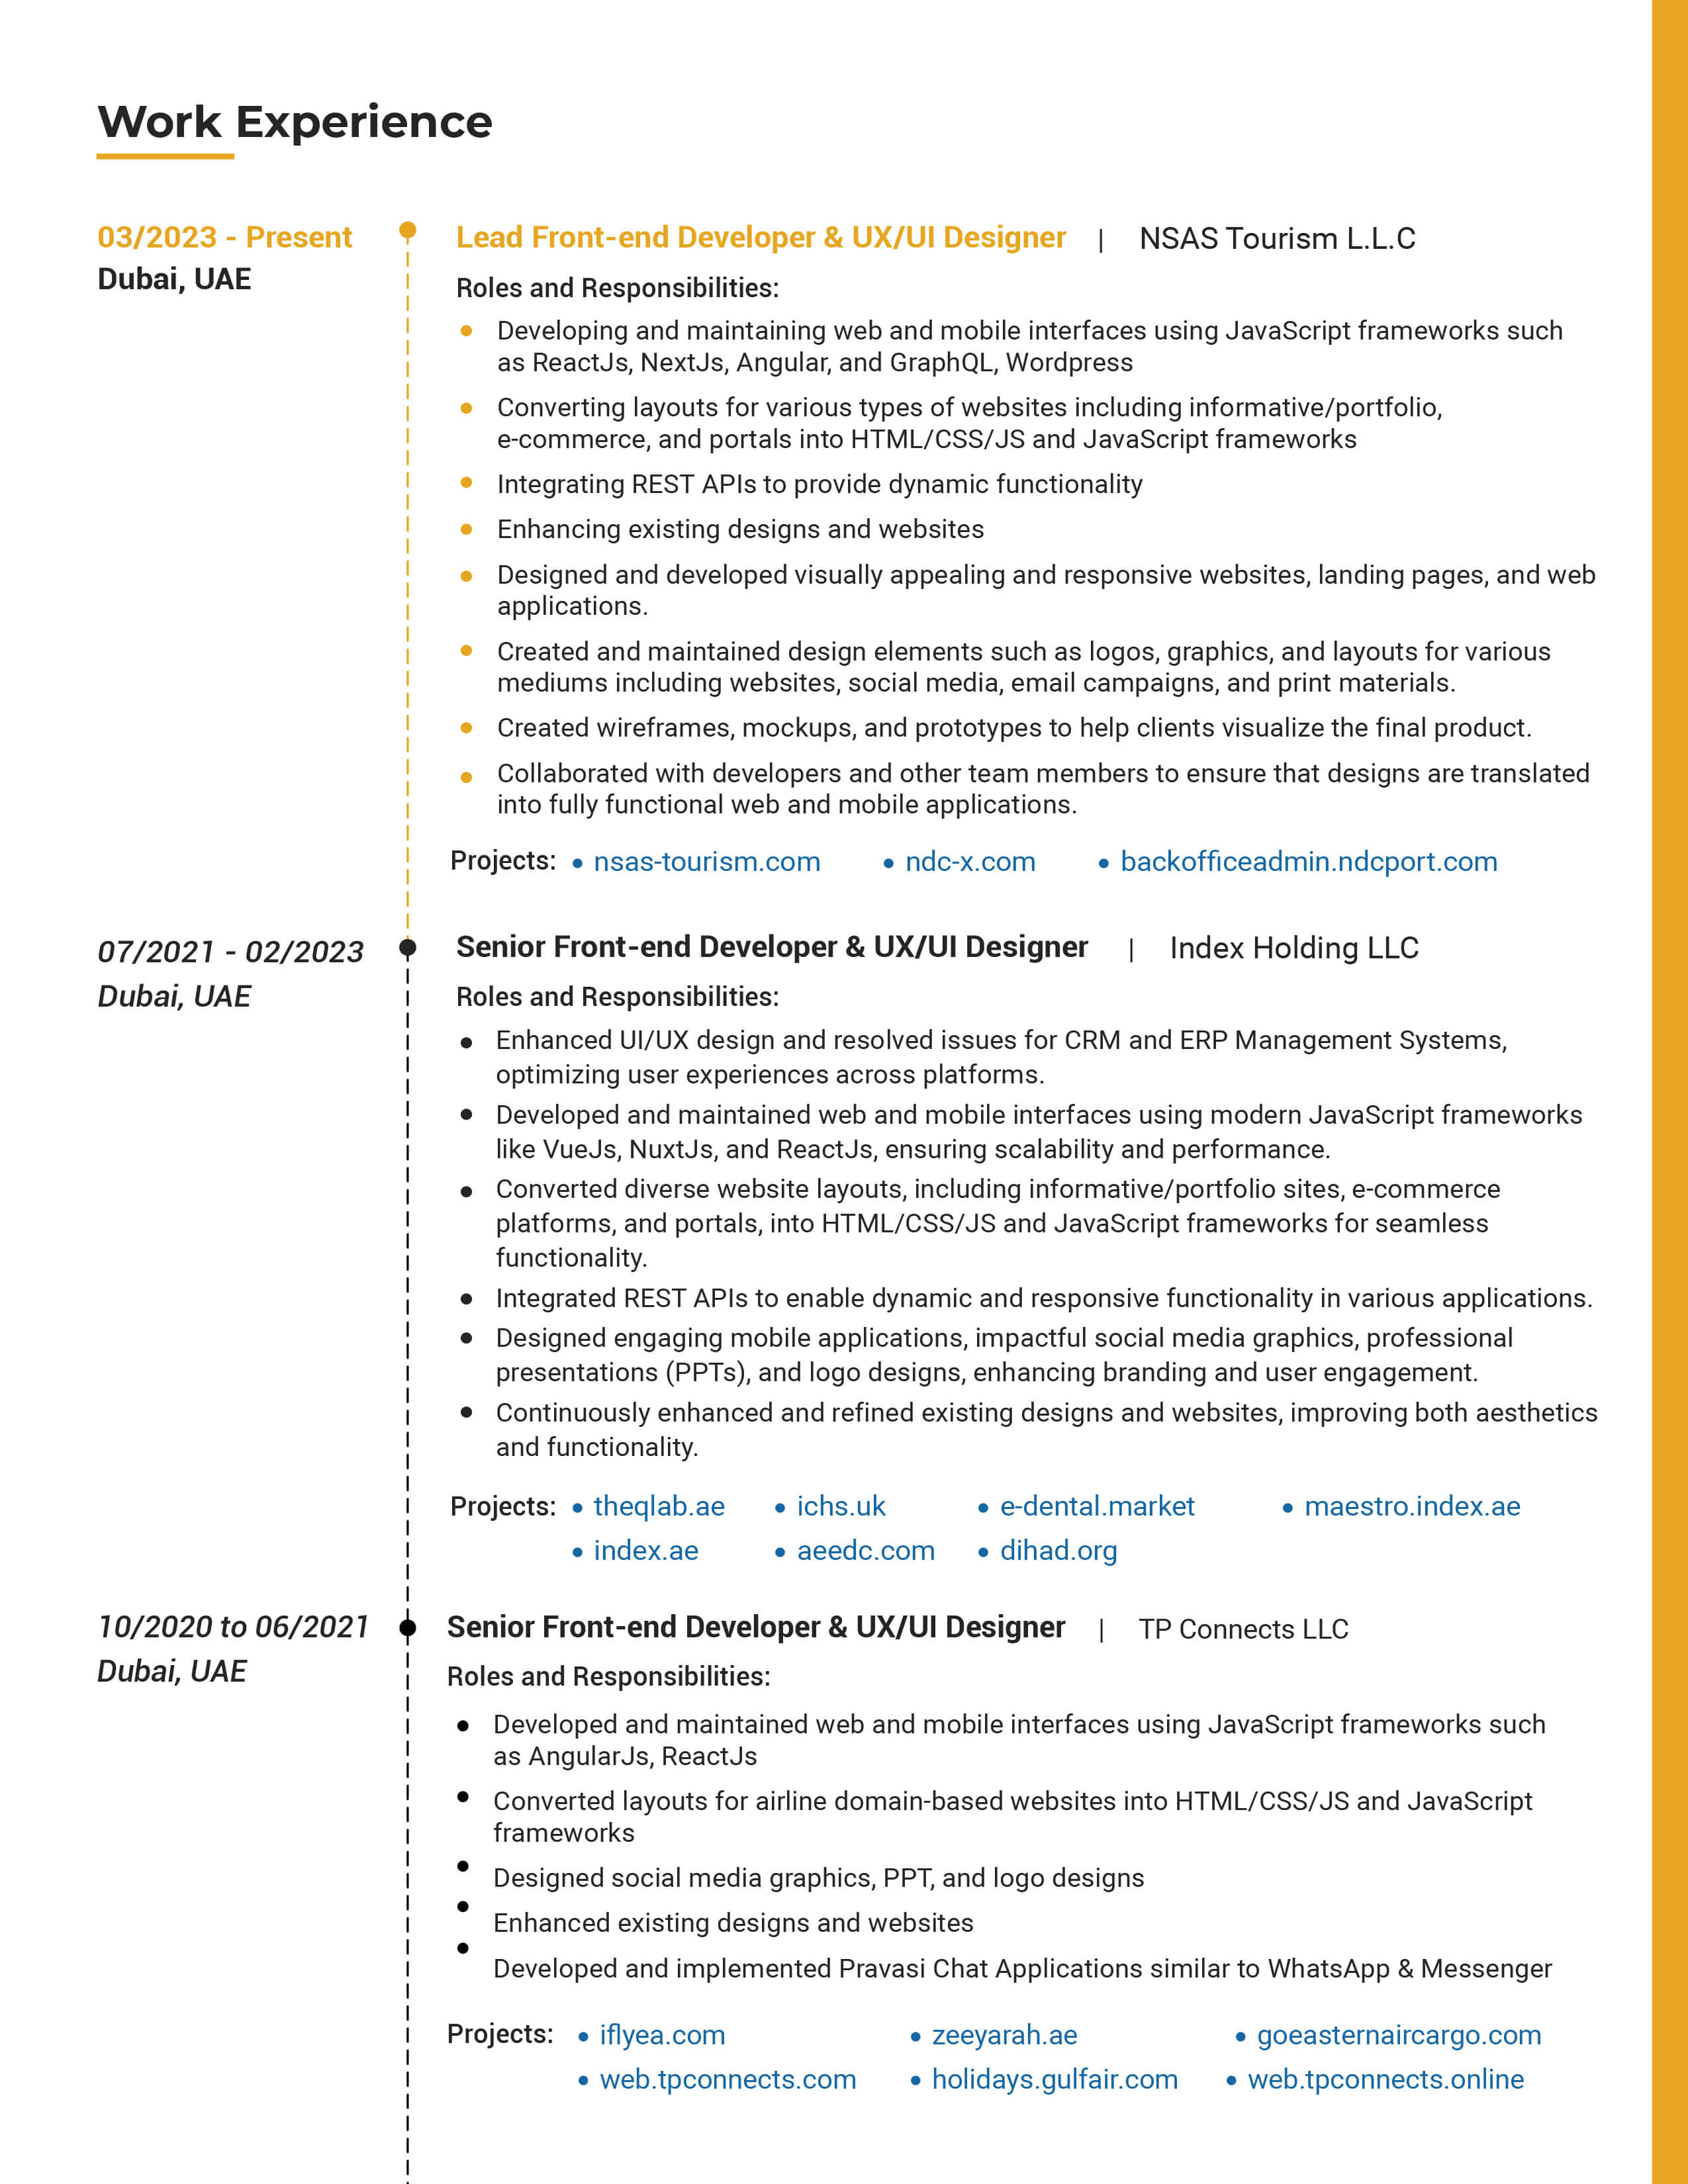 Work Experience
03/2023 - Present
Dubai, UAE
Lead Front-end Developer & UX/UI Designer | NSAS Tourism L.L.C
Roles and Responsibilities:
Developing and maintaining web and mobile interfaces using JavaScript frameworks such
as ReactJs, NextJs, Angular, and GraphQL, Wordpress
Converting layouts for various types of websites including informative/portfolio,
e-commerce, and portals into HTML/CSS/JS and JavaScript frameworks
Integrating REST APIs to provide dynamic functionality
Enhancing existing designs and websites
Designed and developed visually appealing and responsive websites, landing pages, and web
applications.
Created and maintained design elements such as logos, graphics, and layouts for various
mediums including websites, social media, email campaigns, and print materials.
Created wireframes, mockups, and prototypes to help clients visualize the final product.
Collaborated with developers and other team members to ensure that designs are translated
into fully functional web and mobile applications.
Projects: • nsas-tourism.com • ndc-x.com • backofficeadmin.ndcport.com
07/2021 - 02/2023
Dubai, UAE
Senior Front-end Developer & UX/UI Designer | Index Holding LLC
Roles and Responsibilities:
Enhanced UI/UX design and resolved issues for CRM and ERP Management Systems,
optimizing user experiences across platforms.
Developed and maintained web and mobile interfaces using modern JavaScript frameworks
like VueJs, NuxtJs, and ReactJs, ensuring scalability and performance.
Converted diverse website layouts, including informative/portfolio sites, e-commerce
platforms, and portals, into HTML/CSS/JS and JavaScript frameworks for seamless
functionality.
Integrated REST APIs to enable dynamic and responsive functionality in various applications.
Designed engaging mobile applications, impactful social media graphics, professional
presentations (PPTs), and logo designs, enhancing branding and user engagement.
Continuously enhanced and refined existing designs and websites, improving both aesthetics
and functionality.
Projects: • theqlab.ae • ichs.uk • e-dental.market • maestro.index.ae
• index.ae • aeedc.com • dihad.org
10/2020 to 06/2021
Dubai, UAE
Senior Front-end Developer & UX/UI Designer | TP Connects LLC
Roles and Responsibilities:
Developed and maintained web and mobile interfaces using JavaScript frameworks such
as AngularJs, ReactJs
Converted layouts for airline domain-based websites into HTML/CSS/JS and JavaScript
frameworks
Designed social media graphics, PPT, and logo designs
Enhanced existing designs and websites
Developed and implemented Pravasi Chat Applications similar to WhatsApp & Messenger
Projects: • iflyea.com • zeeyarah.ae • goeasternaircargo.com
• web.tpconnects.com • holidays.gulfair.com • web.tpconnects.online